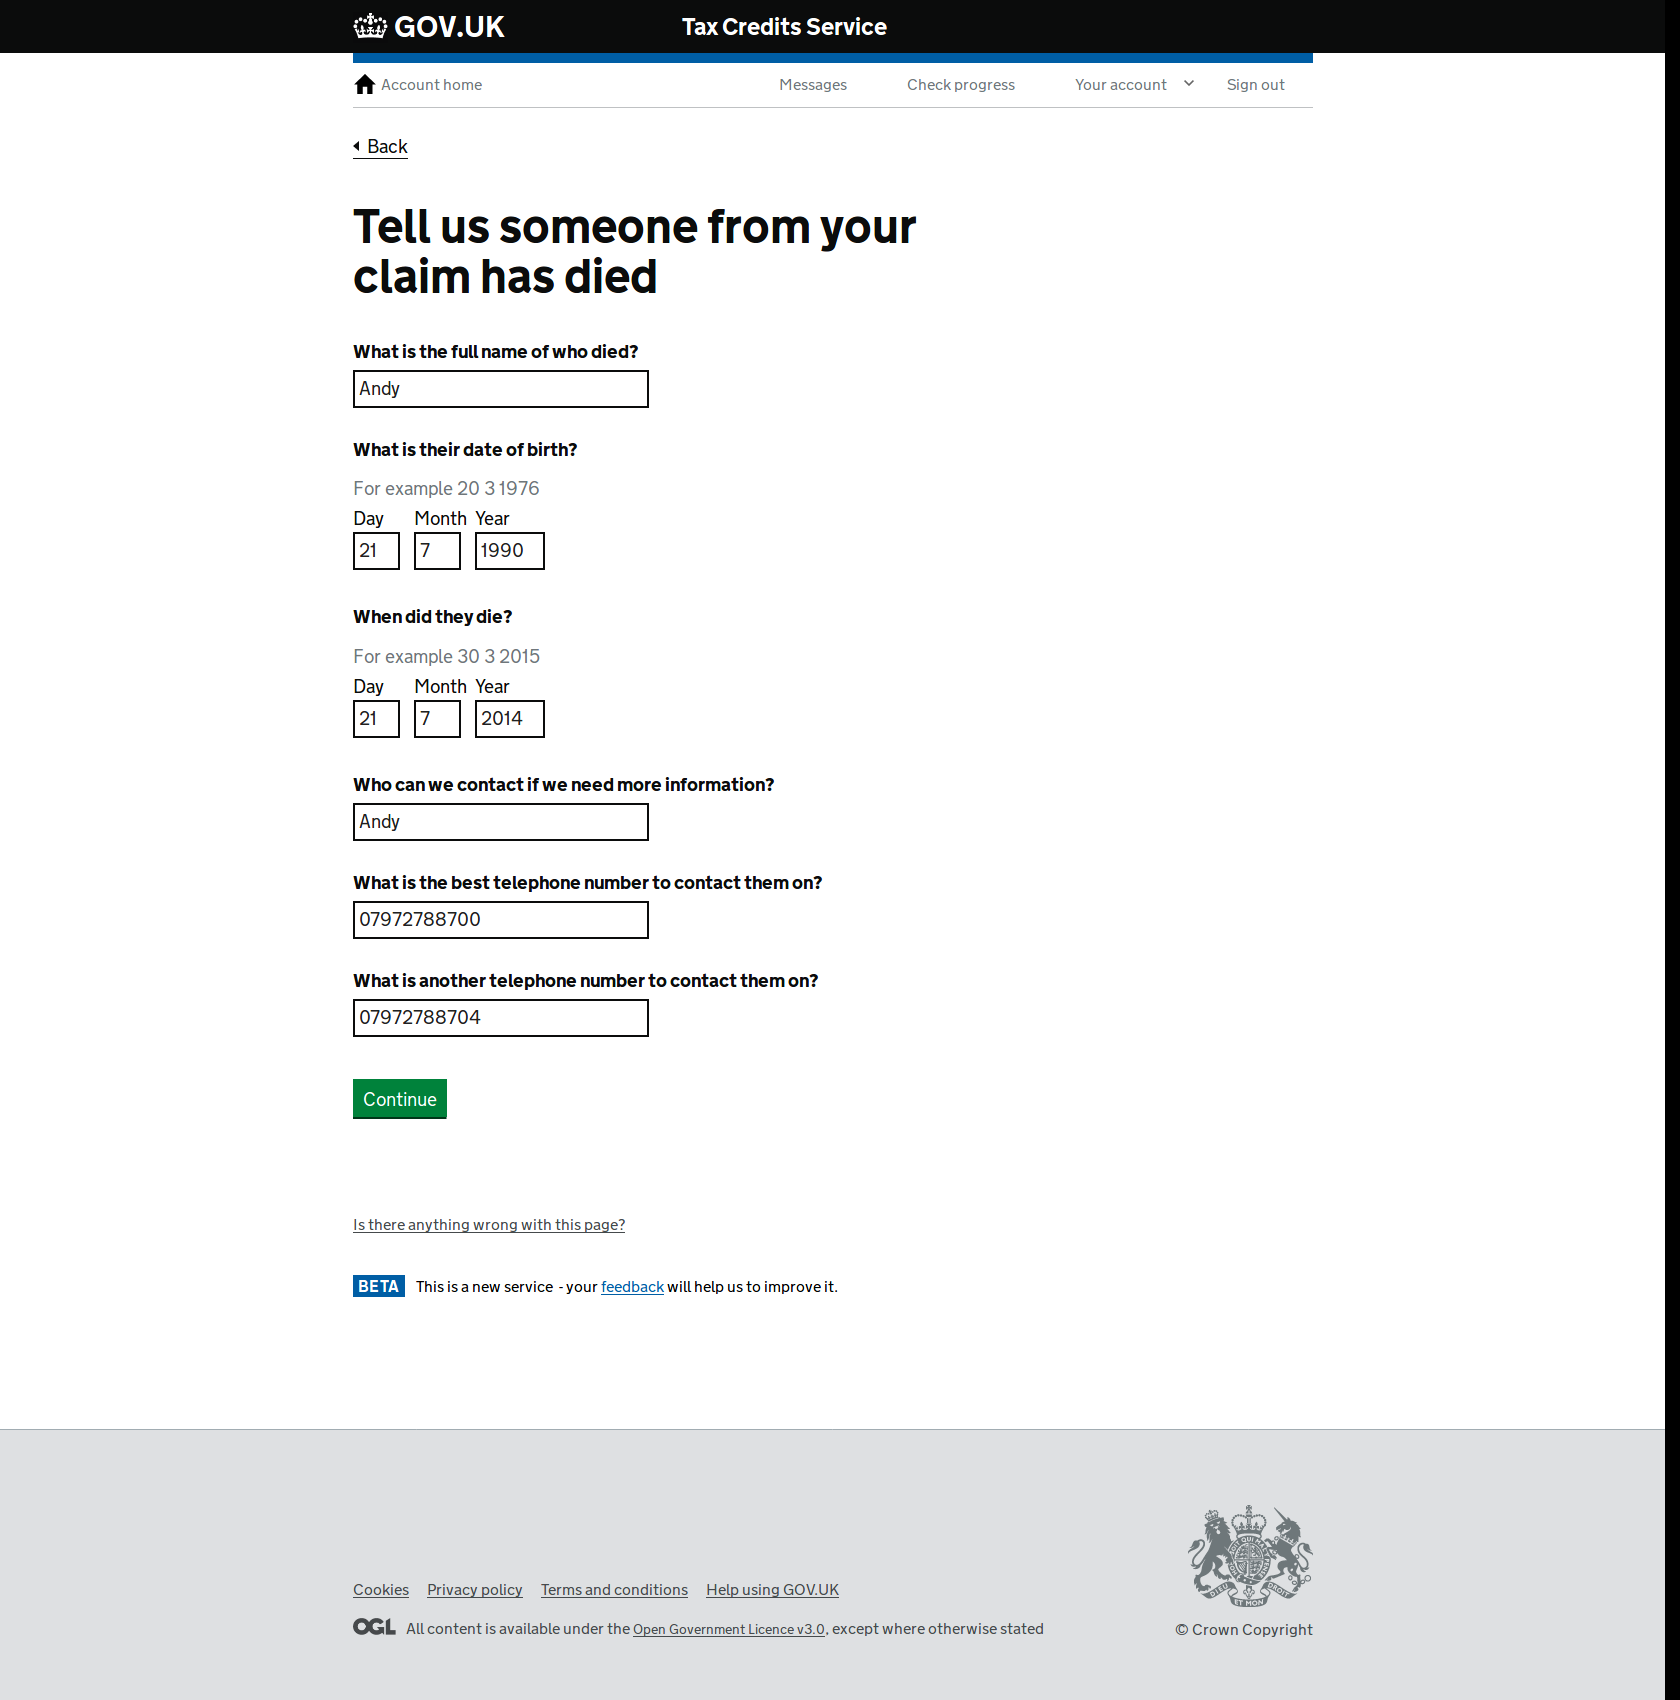 GOV.UK
Tax Credits Service
Account home
Messages
Check progress
Your account
Sign out
Back
Tell us someone from your
claim has died
What is the full name of who died?
Andy
What is their date of birth?
For example 20 3 1976
Day Month Year
21 7 1990
When did they die?
For example 30 3 2015
Day Month Year
21 7 2014
Who can we contact if we need more information?
Andy
What is the best telephone number to contact them on?
07972788700
What is another telephone number to contact them on?
07972788704
Continue
Is there anything wrong with this page?
BETA This is a new service - your feedback will help us to improve it.
Cookies Privacy policy Terms and conditions Help using GOV.UK
OGL All content is available under the Open Government Licence v3.0, except where otherwise stated
DIEU ET MON DROIT
© Crown Copyright